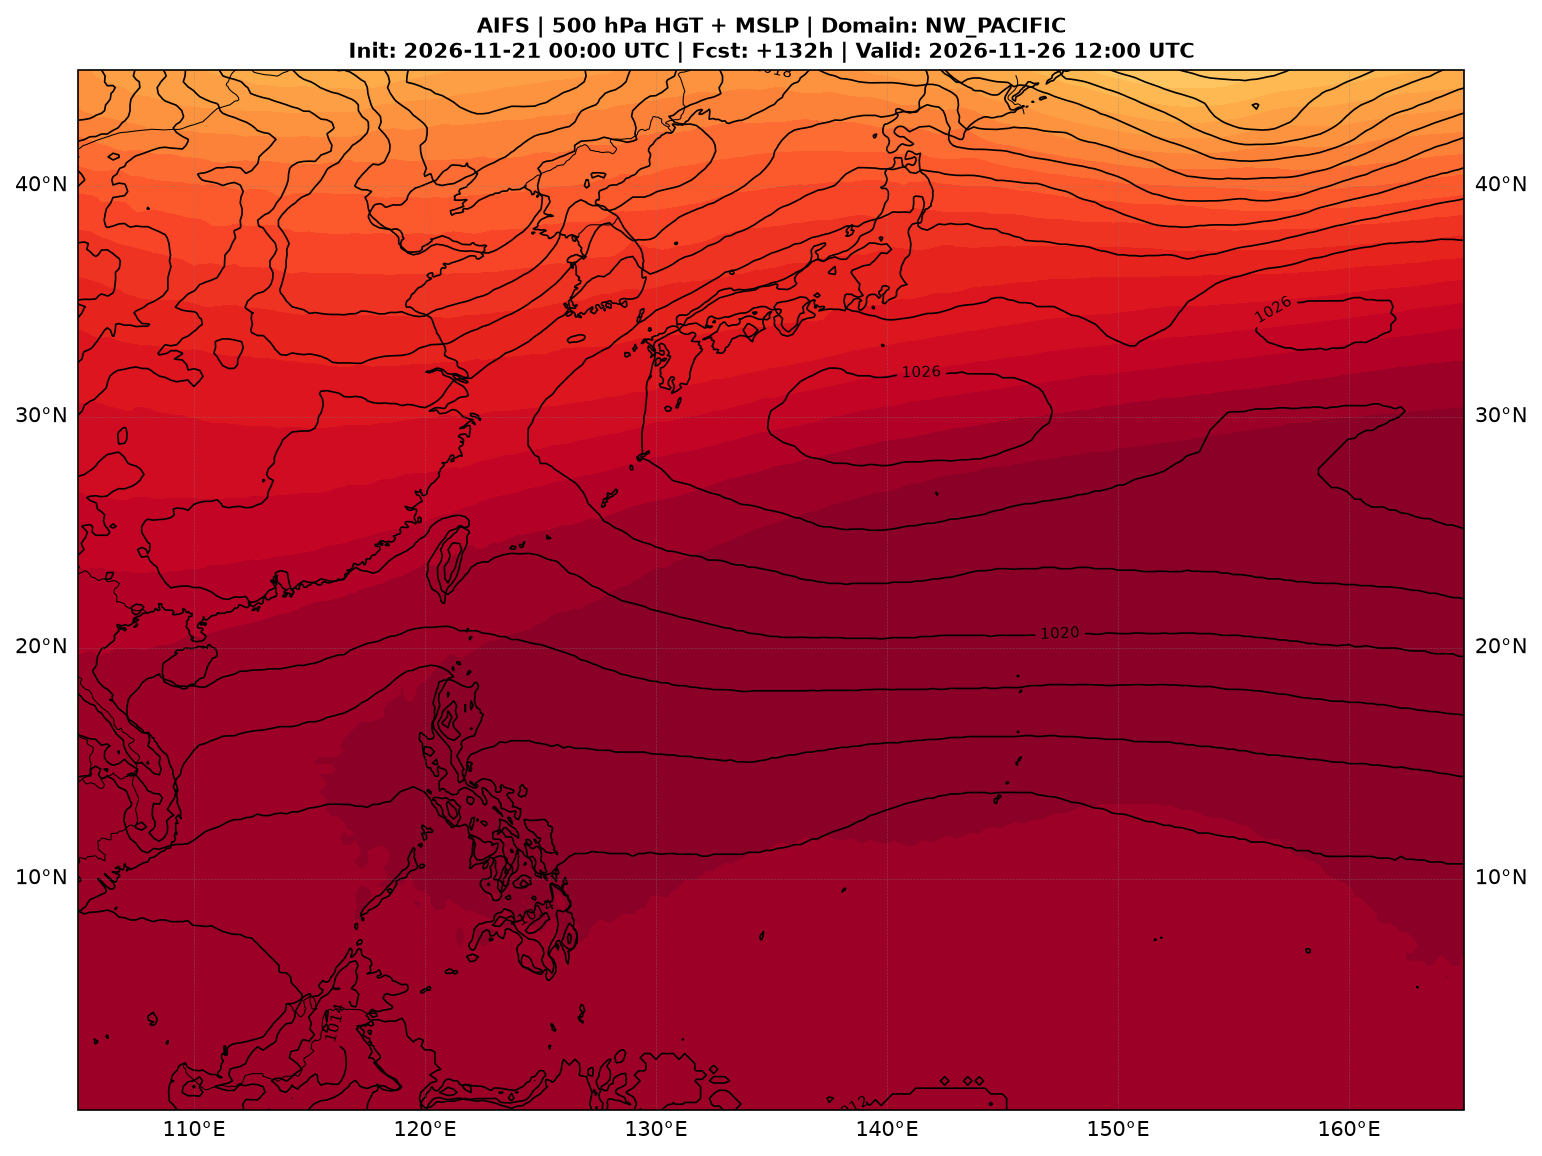 AIFS | 500 hPa HGT + MSLP | Domain: NW_PACIFIC
Init: 2026-11-21 00:00 UTC | Fcst: +132h | Valid: 2026-11-26 12:00 UTC
40°N
40°N
1026
1026
30°N
30°N
1020
20°N
20°N
10°N
10°N
1014
110°E
120°E
130°E
140°E
150°E
160°E